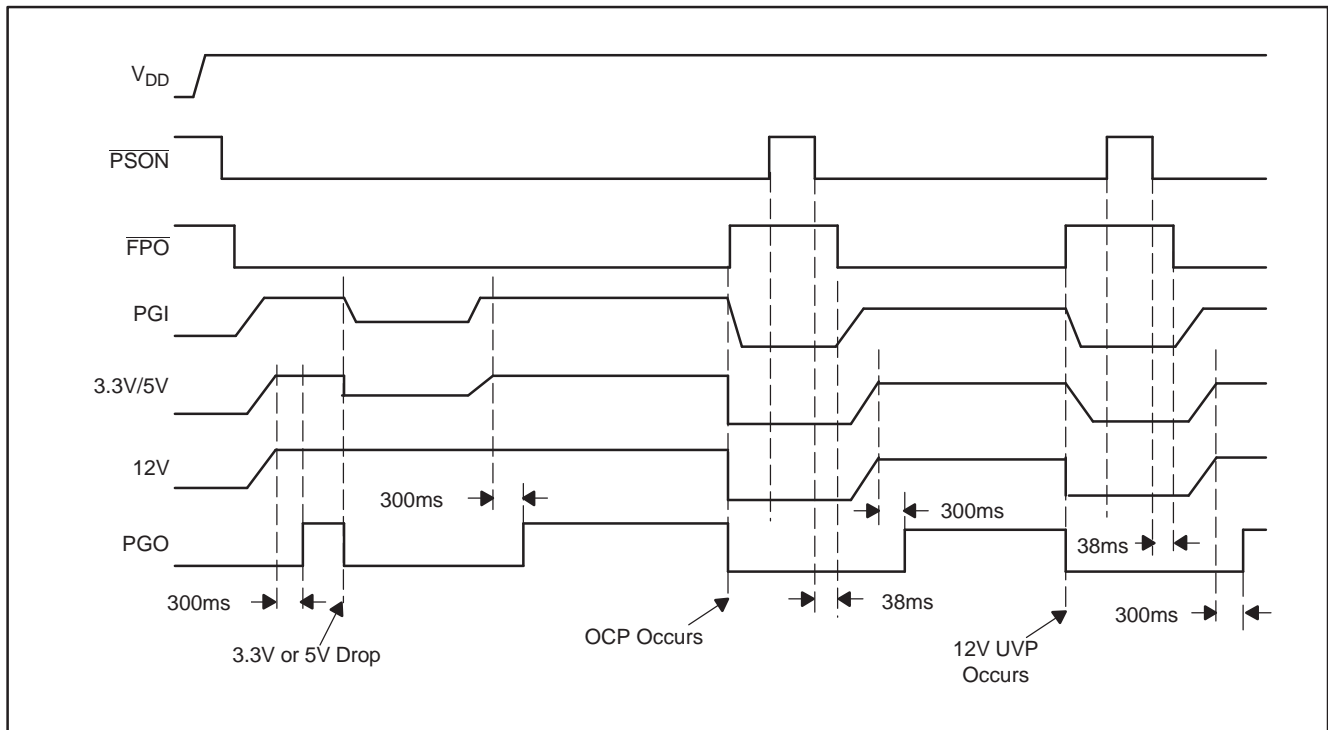 VDD
PSON
FPO
PGI
3.3V/5V
12V
300ms
300ms
PGO
38ms
300ms
38ms
300ms
OCP Occurs
3.3V or 5V Drop
12V UVP
Occurs